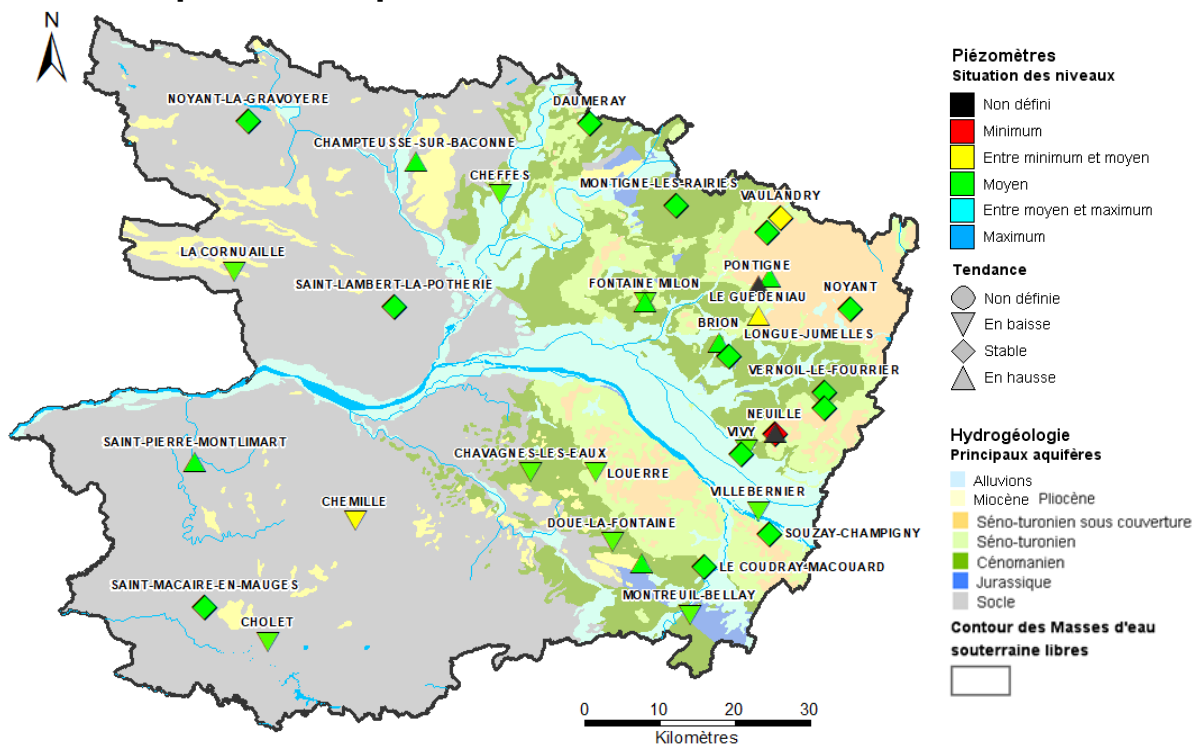 N
NOYANT-LA-GRAVOYERE
DAUMERAY
CHAMPTEUSSE-SUR-BACONNE
CHEFFES
MONTIGNE-LES-RAIRIES
VAULANDRY
LA CORNUAILLE
PONTIGNE
SAINT-LAMBERT-LA-POTHERIE
FONTAINE MILON
LE GUEDENIAU
NOYANT
BRION
LONGUE-JUMELLES
VERNOIL-LE-FOURRIER
NEUILLE
VIVY
SAINT-PIERRE-MONTLIMART
CHAVAGNES-LES-EAUX
LOUERRE
CHEMILLE
VILLEBERNIER
DOUE-LA-FONTAINE
SOUZAY-CHAMPIGNY
LE COUDRAY-MACOUARD
SAINT-MACAIRE-EN-MAUGES
MONTREUIL-BELLAY
CHOLET
0 10 20 30
Kilomètres
Piézomètres
Situation des niveaux
Non défini
Minimum
Entre minimum et moyen
Moyen
Entre moyen et maximum
Maximum
Tendance
Non définie
En baisse
Stable
En hausse
Hydrogéologie
Principaux aquifères
Alluvions
Miocène Pliocène
Séno-turonien sous couverture
Séno-turonien
Cénomanien
Jurassique
Socle
Contour des Masses d'eau
souterraine libres